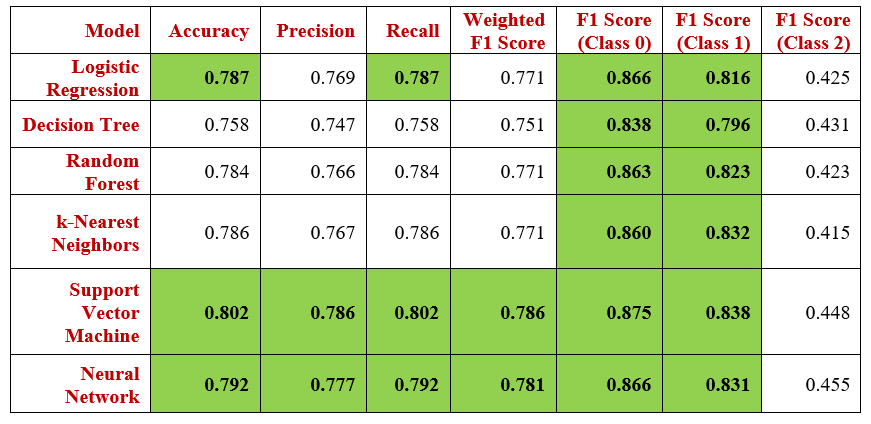 Model Accuracy Precision Recall Weighted F1 Score F1 Score (Class 0) F1 Score (Class 1) F1 Score (Class 2)
Logistic Regression 0.787 0.769 0.787 0.771 0.866 0.816 0.425
Decision Tree 0.758 0.747 0.758 0.751 0.838 0.796 0.431
Random Forest 0.784 0.766 0.784 0.771 0.863 0.823 0.423
k-Nearest Neighbors 0.786 0.767 0.786 0.771 0.860 0.832 0.415
Support Vector Machine 0.802 0.786 0.802 0.786 0.875 0.838 0.448
Neural Network 0.792 0.777 0.792 0.781 0.866 0.831 0.455